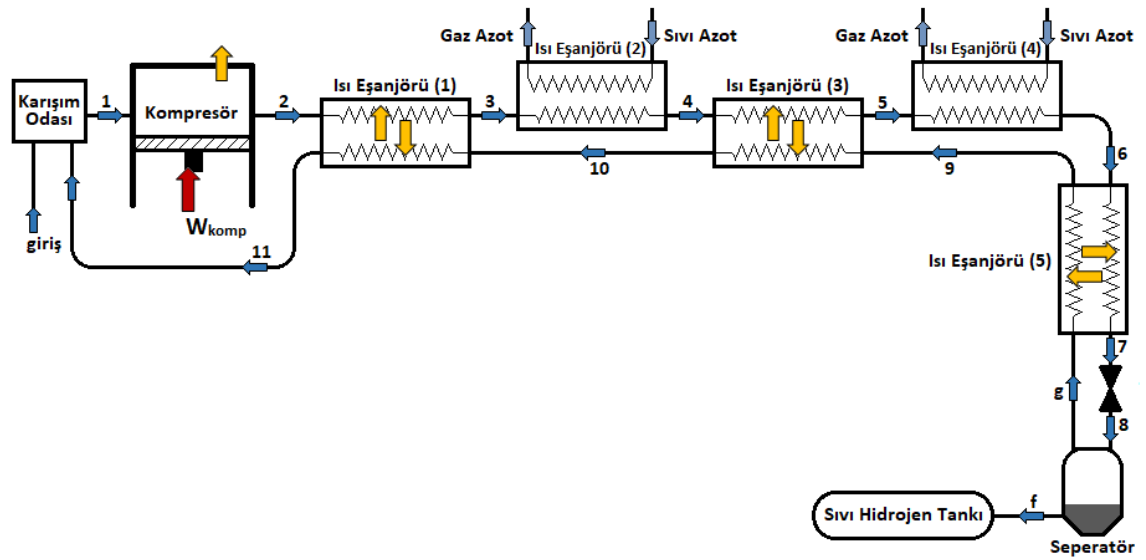 Gaz Azot
Sıvı Azot
Isı Eşanjörü (2)
Gaz Azot
Sıvı Azot
Isı Eşanjörü (4)
Karışım
Odası
1
Kompresör
2
Isı Eşanjörü (1)
3
4
Isı Eşanjörü (3)
5
6
10
9
giriş
Wkomp
11
Isı Eşanjörü (5)
7
g
8
f
Sıvı Hidrojen Tankı
Seperatör